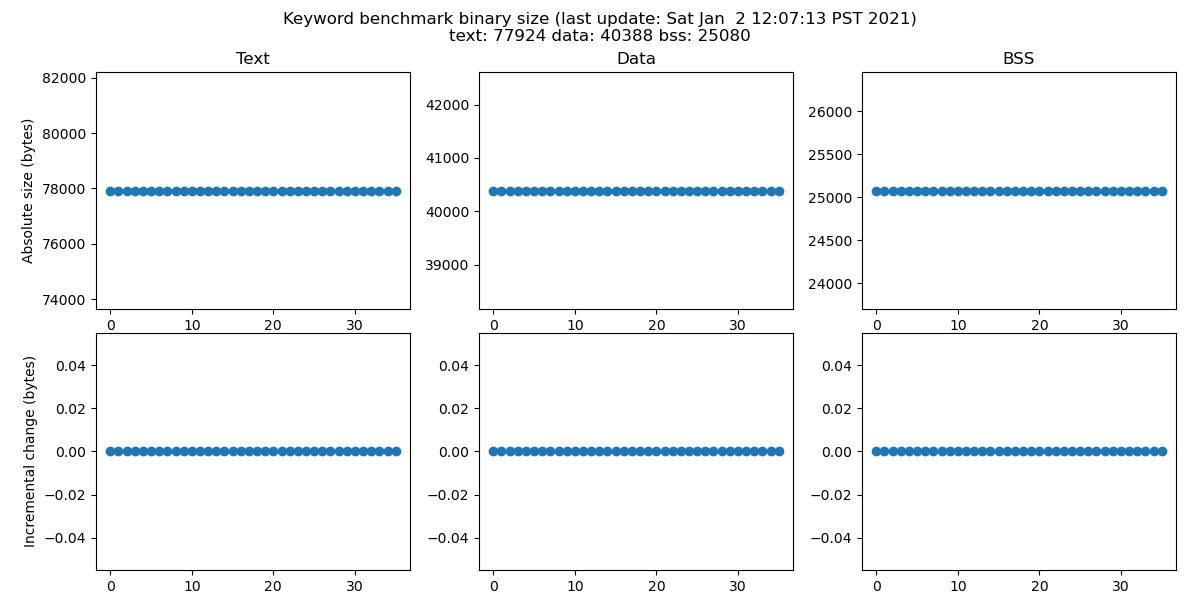 Keyword benchmark binary size (last update: Sat Jan  2 12:07:13 PST 2021)
text: 77924 data: 40388 bss: 25080
Text
Absolute size (bytes)
82000
80000
78000
76000
74000
0 10 20 30
Data
42000
41000
40000
39000
0 10 20 30
BSS
26000
25500
25000
24500
24000
0 10 20 30
Incremental change (bytes)
0.04
0.02
0.00
−0.02
−0.04
0 10 20 30
0.04
0.02
0.00
−0.02
−0.04
0 10 20 30
0.04
0.02
0.00
−0.02
−0.04
0 10 20 30